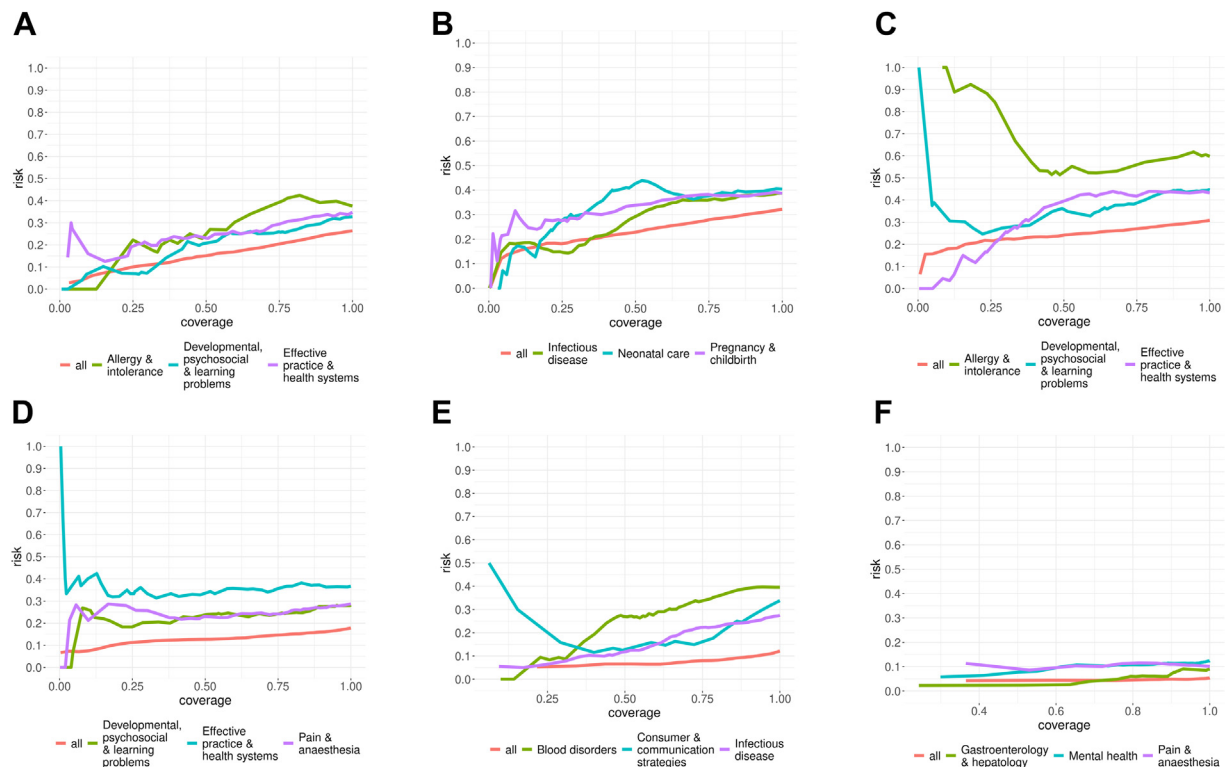 A
1.0
0.9
0.8
0.7
0.6
0.5
0.4
0.3
0.2
0.1
0.0
risk
0.00 0.25 0.50 0.75 1.00
coverage
all Allergy & intolerance Developmental, psychosocial & learning problems Effective practice & health systems
B
1.0
0.9
0.8
0.7
0.6
0.5
0.4
0.3
0.2
0.1
0.0
risk
0.00 0.25 0.50 0.75 1.00
coverage
all Infectious disease Neonatal care Pregnancy & childbirth
C
1.0
0.9
0.8
0.7
0.6
0.5
0.4
0.3
0.2
0.1
0.0
risk
0.00 0.25 0.50 0.75 1.00
coverage
all Allergy & intolerance Developmental, psychosocial & learning problems Effective practice & health systems
D
1.0
0.9
0.8
0.7
0.6
0.5
0.4
0.3
0.2
0.1
0.0
risk
0.00 0.25 0.50 0.75 1.00
coverage
all Developmental, psychosocial & learning problems Effective practice & health systems Pain & anaesthesia
E
1.0
0.9
0.8
0.7
0.6
0.5
0.4
0.3
0.2
0.1
0.0
risk
0.25 0.50 0.75 1.00
coverage
all Blood disorders Consumer & communication strategies Infectious disease
F
1.0
0.9
0.8
0.7
0.6
0.5
0.4
0.3
0.2
0.1
0.0
risk
0.4 0.6 0.8 1.0
coverage
all Gastroenterology & hepatology Mental health Pain & anaesthesia